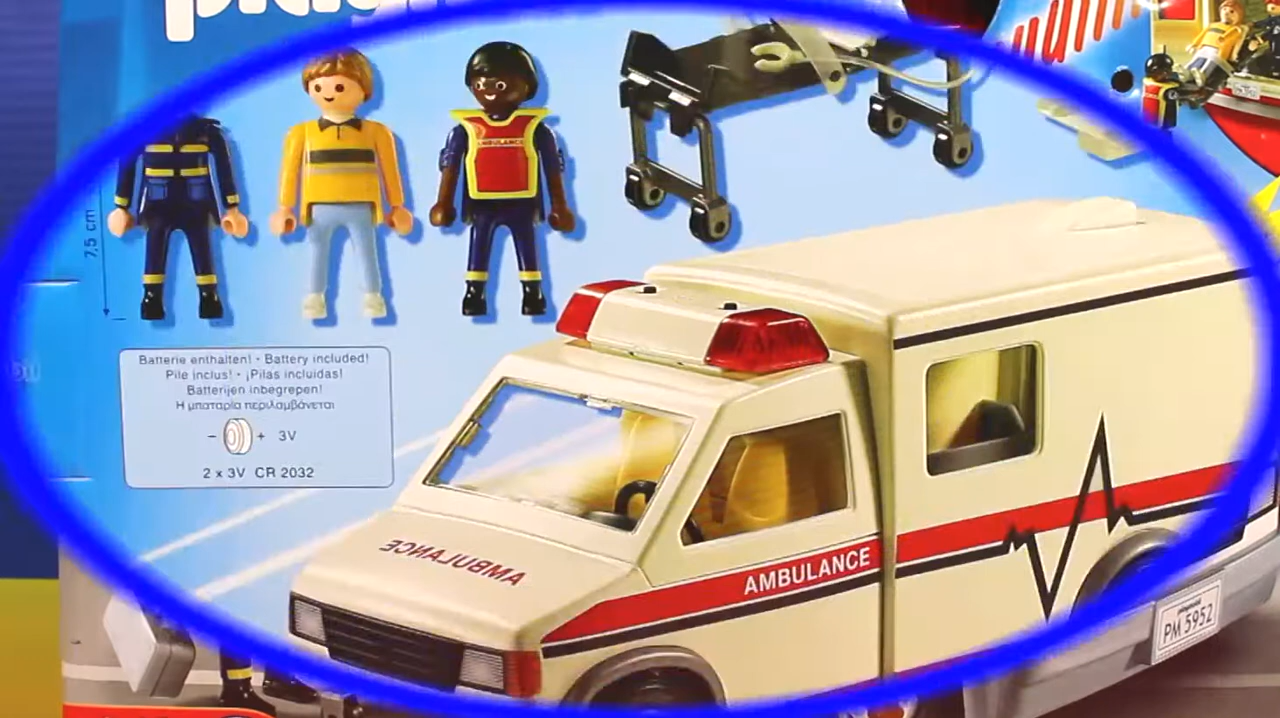 AMBULANCE
7,5 cm
Batterie enthalten! · Battery included!
Pile inclus! · ¡Pilas incluidas!
Batterijen inbegrepen!
Η μπαταρία περιλαμβάνεται
- + 3V
2 x 3V CR 2032
AMBULANCE
AMBULANCE
PM 5952